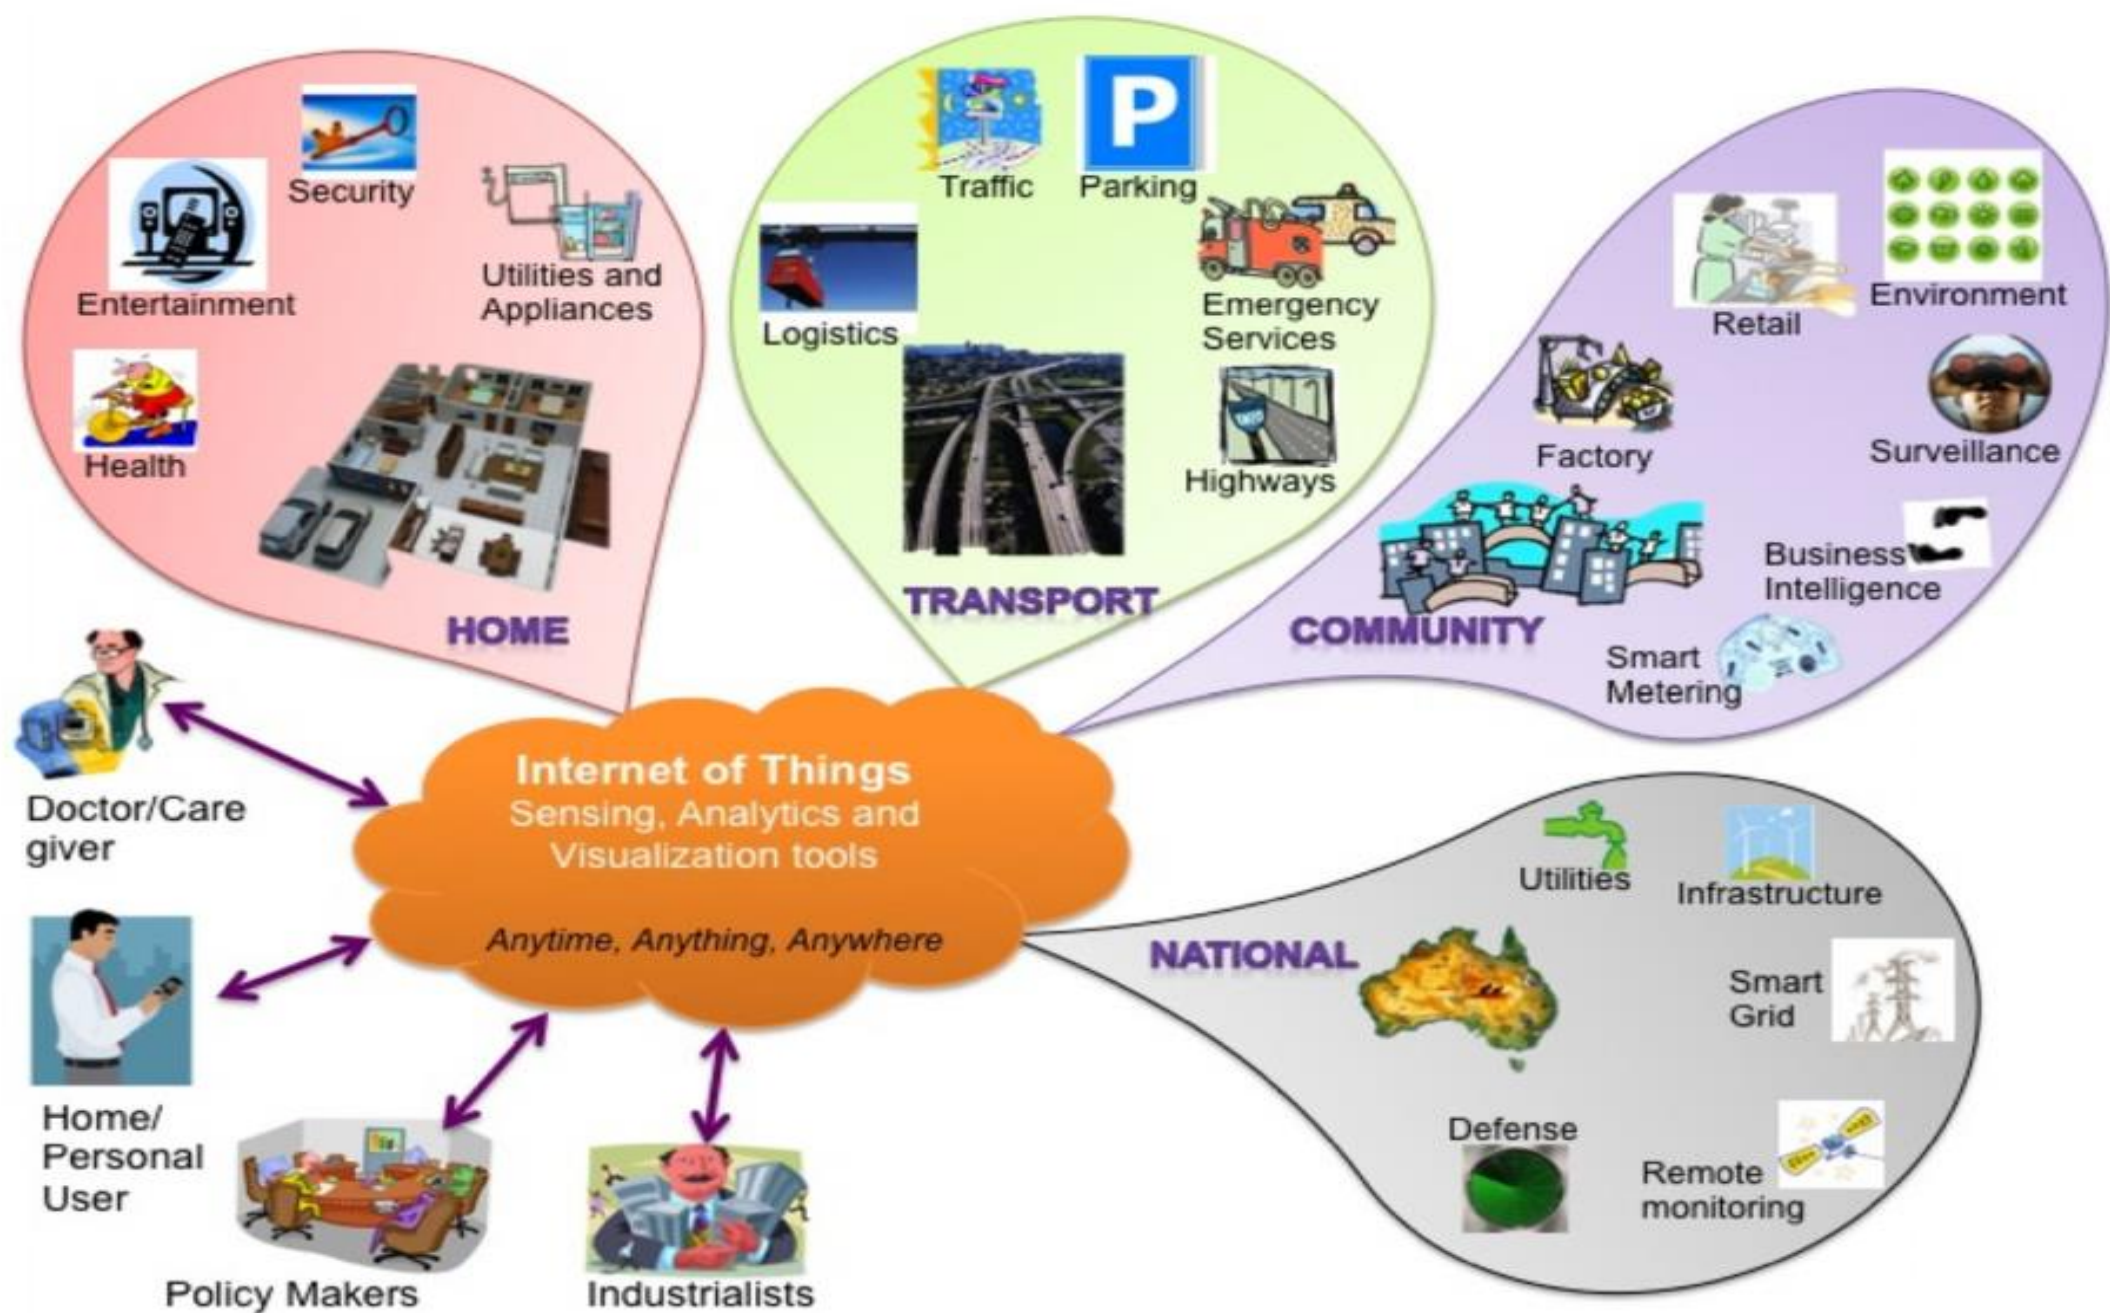 Security
Entertainment
Utilities and
Appliances
Health
HOME
Traffic
Parking
P
Logistics
Emergency
Services
Highways
TRANSPORT
Retail
Environment
Factory
Surveillance
Business
Intelligence
Smart
Metering
COMMUNITY
Internet of Things
Sensing, Analytics and
Visualization tools
Anytime, Anything, Anywhere
Doctor/Care
giver
Home/
Personal
User
Policy Makers
Industrialists
NATIONAL
Utilities
Infrastructure
Smart
Grid
Defense
Remote
monitoring